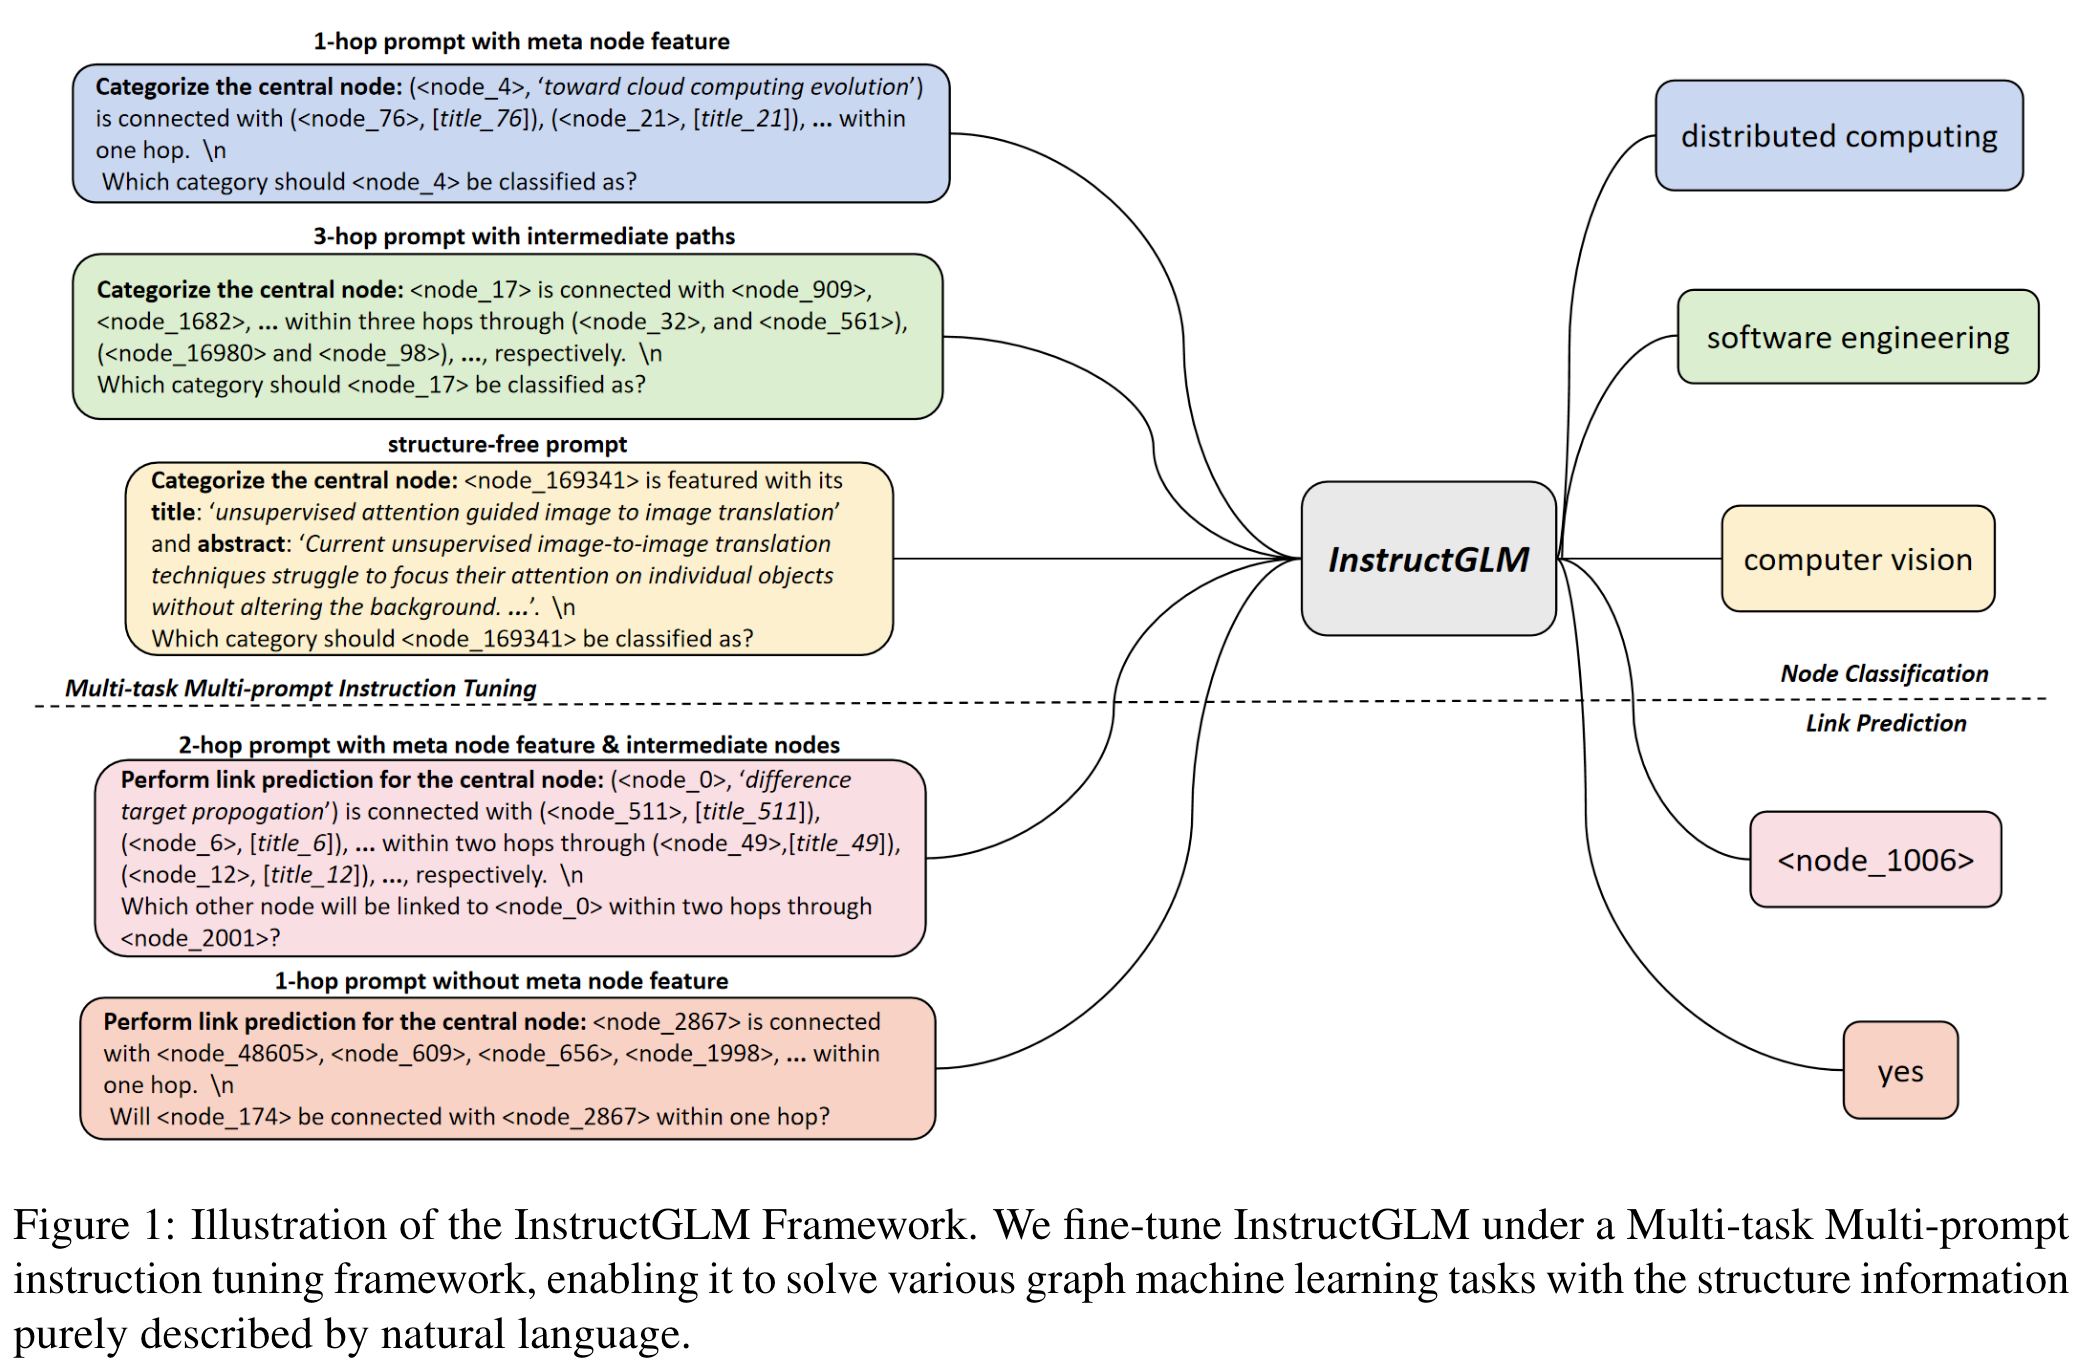 1-hop prompt with meta node feature
Categorize the central node: (<node_4>, ‘toward cloud computing evolution’)
is connected with (<node_76>, [title_76]), (<node_21>, [title_21]), ... within
one hop. \n
Which category should <node_4> be classified as?
3-hop prompt with intermediate paths
Categorize the central node: <node_17> is connected with <node_909>,
<node_1682>, ... within three hops through (<node_32>, and <node_561>),
(<node_16980> and <node_98>), ..., respectively. \n
Which category should <node_17> be classified as?
structure-free prompt
Categorize the central node: <node_169341> is featured with its
title: ‘unsupervised attention guided image to image translation’
and abstract: ‘Current unsupervised image-to-image translation
techniques struggle to focus their attention on individual objects
without altering the background. ...’. \n
Which category should <node_169341> be classified as?
Multi-task Multi-prompt Instruction Tuning
2-hop prompt with meta node feature & intermediate nodes
Perform link prediction for the central node: (<node_0>, ‘difference
target propogation’) is connected with (<node_511>, [title_511]),
(<node_6>, [title_6]), ... within two hops through (<node_49>,[title_49]),
(<node_12>, [title_12]), ..., respectively. \n
Which other node will be linked to <node_0> within two hops through
<node_2001>?
1-hop prompt without meta node feature
Perform link prediction for the central node: <node_2867> is connected
with <node_48605>, <node_609>, <node_656>, <node_1998>, ... within
one hop. \n
Will <node_174> be connected with <node_2867> within one hop?
InstructGLM
distributed computing
software engineering
computer vision
Node Classification
Link Prediction
<node_1006>
yes
Figure 1: Illustration of the InstructGLM Framework. We fine-tune InstructGLM under a Multi-task Multi-prompt
instruction tuning framework, enabling it to solve various graph machine learning tasks with the structure information
purely described by natural language.